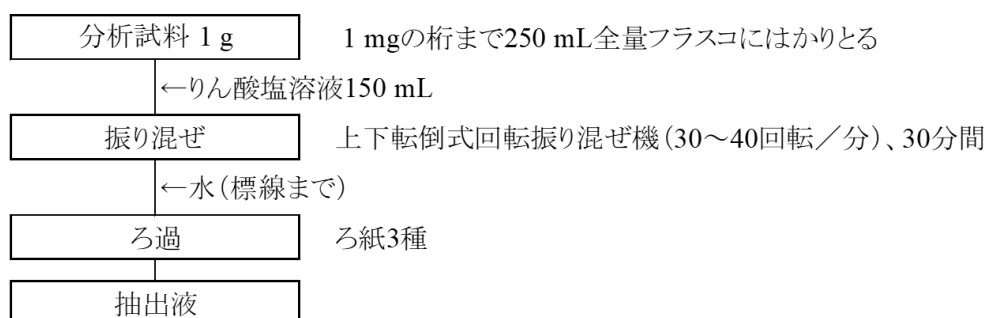 分析試料 1 g 1 mgの桁まで250 mL全量フラスコにはかりとる
←りん酸塩溶液150 mL
振り混ぜ 上下転倒式回転振り混ぜ機(30～40回転／分)、30分間
←水(標線まで)
ろ過 ろ紙3種
抽出液